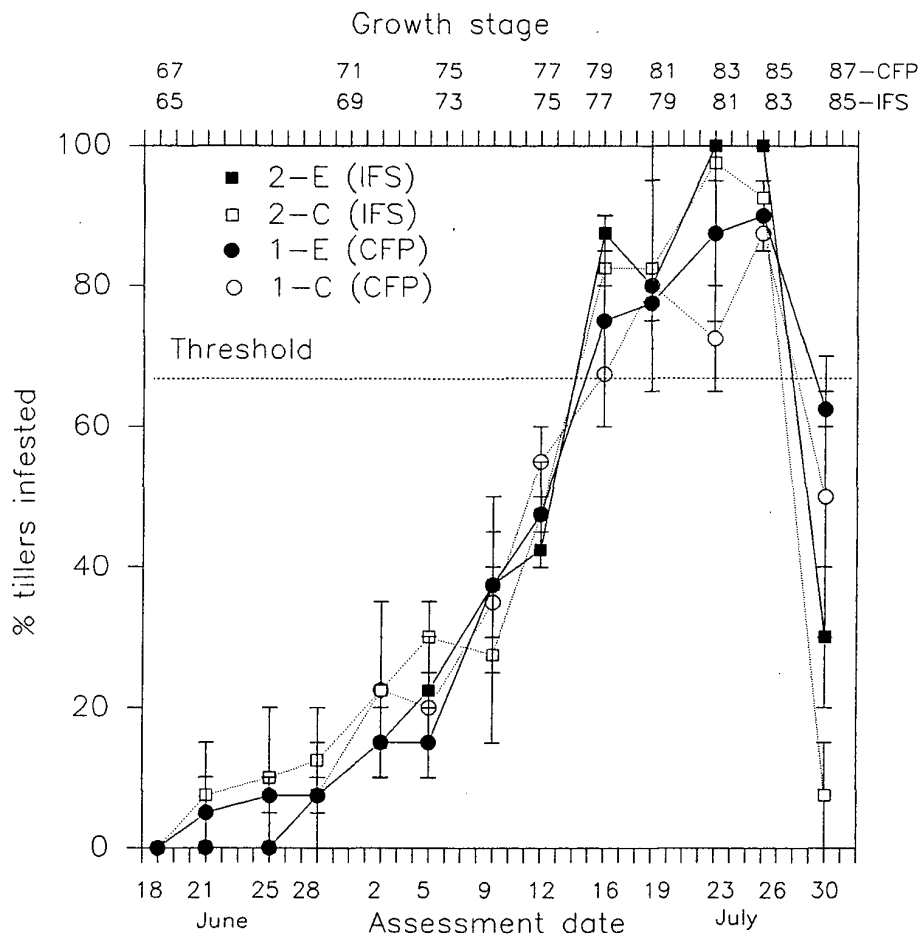 Growth stage
67 71 75 77 79 81 83 85 87-CFP
65 69 73 75 77 79 81 83 85-IFS
100
2-E (IFS)
2-C (IFS)
1-E (CFP)
1-C (CFP)
80
Threshold
60
% tillers infested
40
20
0
18 21 25 28 2 5 9 12 16 19 23 26 30
June Assessment date July